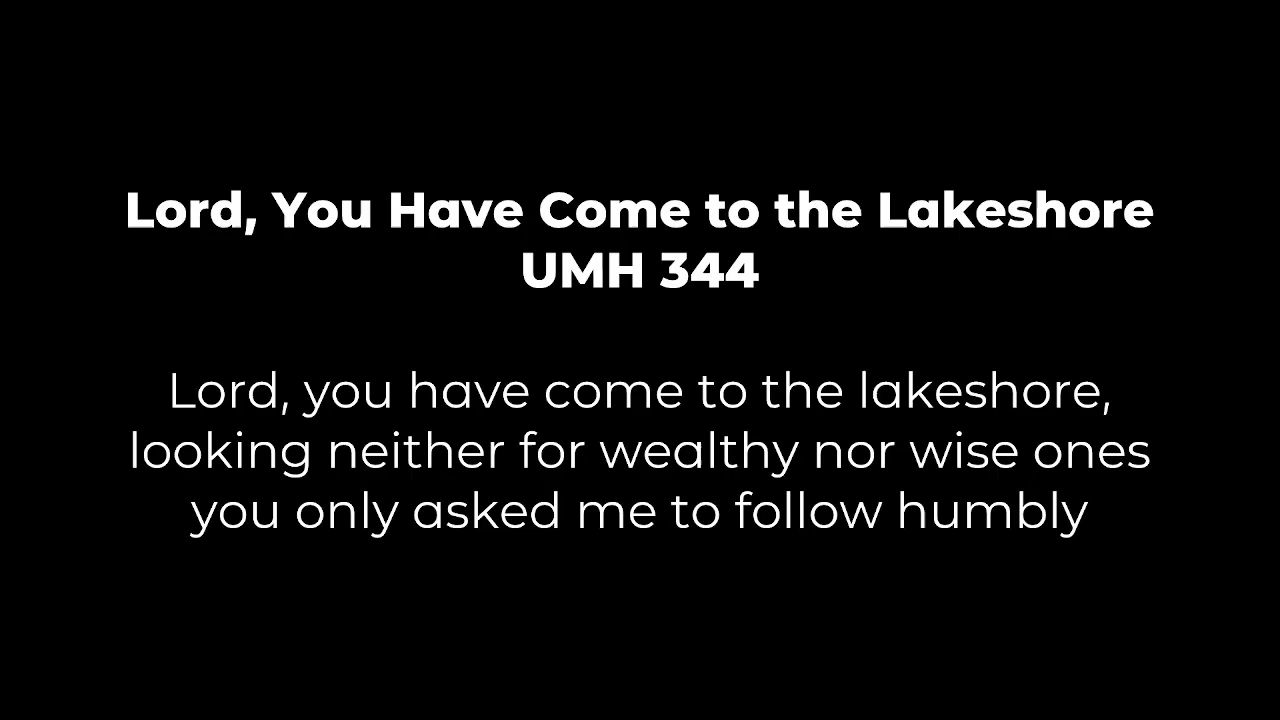 Lord, You Have Come to the Lakeshore
UMH 344
Lord, you have come to the lakeshore,
looking neither for wealthy nor wise ones
you only asked me to follow humbly